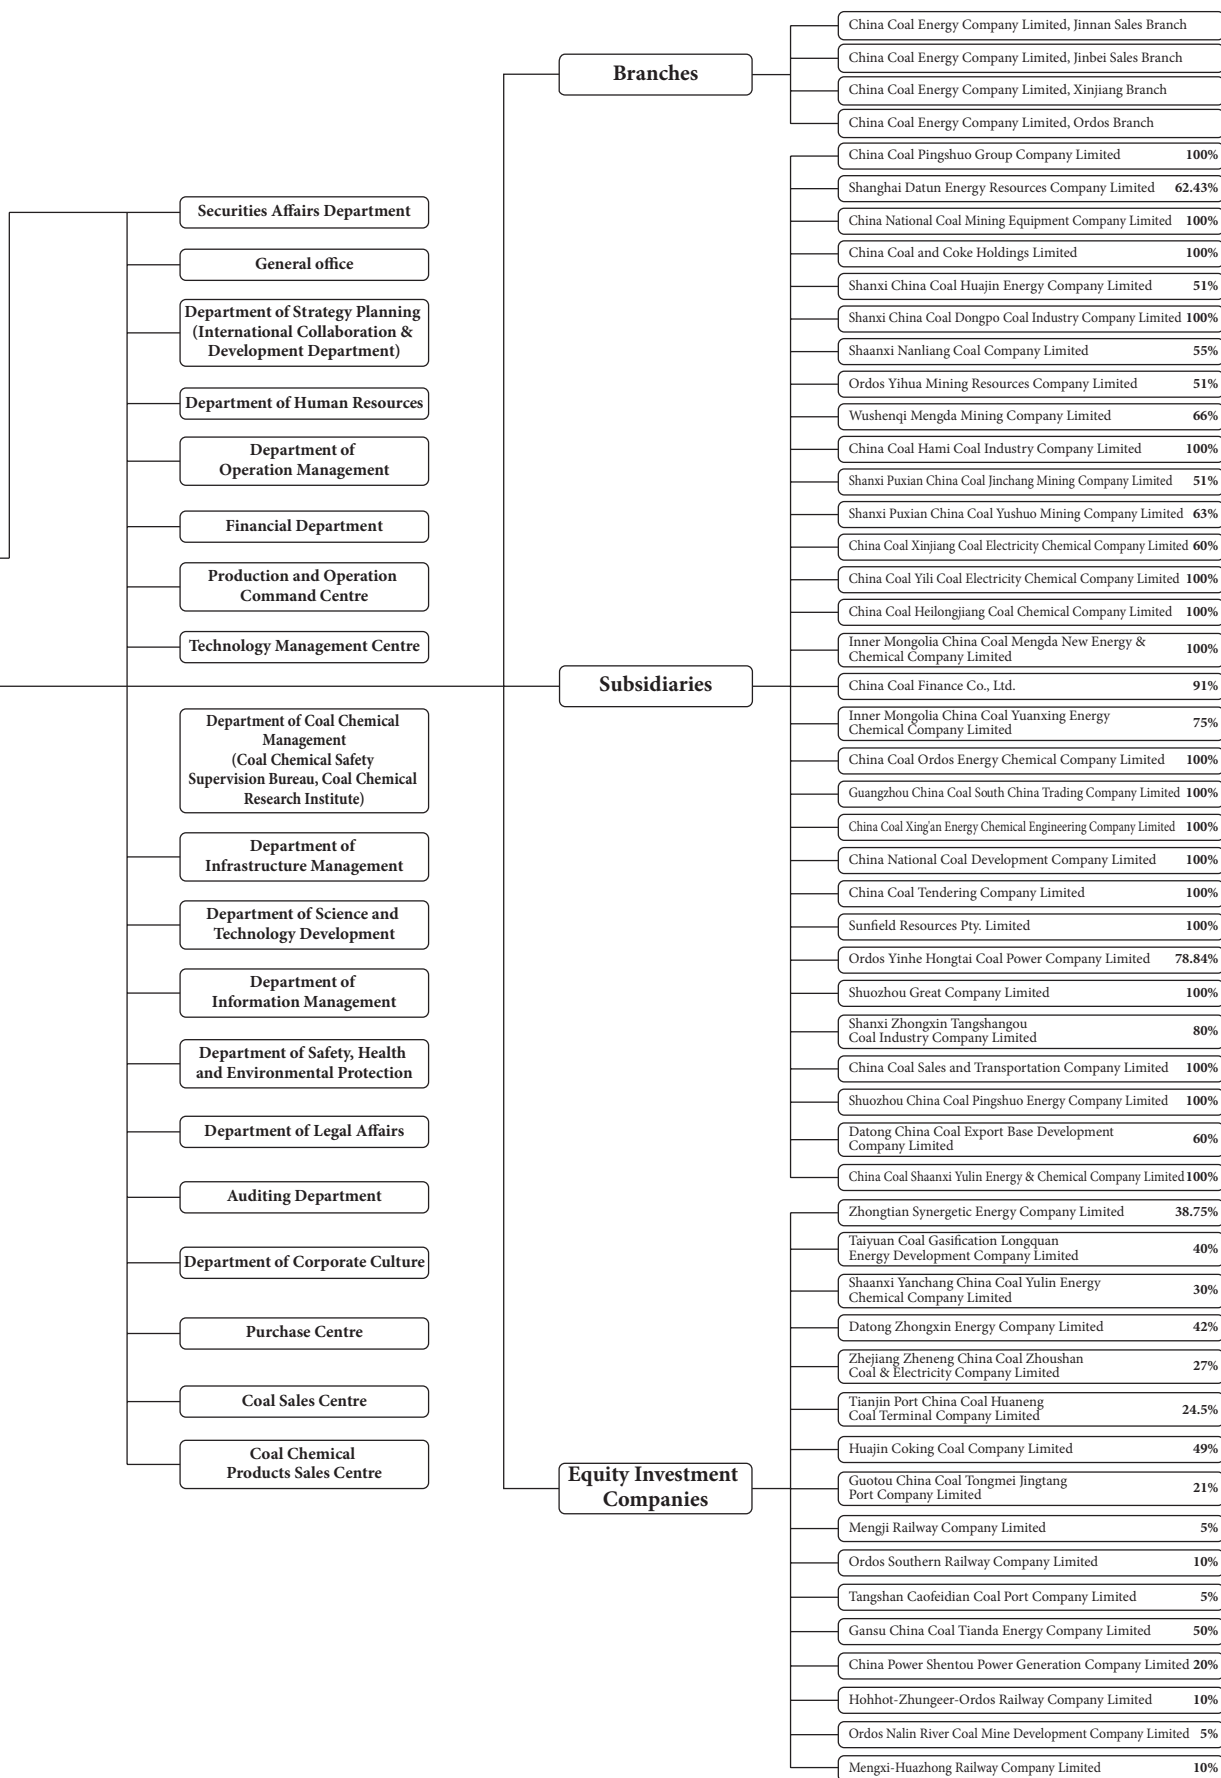 Securities Affairs Department
General office
Department of Strategy Planning
(International Collaboration &
Development Department)
Department of Human Resources
Department of
Operation Management
Financial Department
Production and Operation
Command Centre
Technology Management Centre
Department of Coal Chemical
Management
(Coal Chemical Safety
Supervision Bureau, Coal Chemical
Research Institute)
Department of
Infrastructure Management
Department of Science and
Technology Development
Department of
Information Management
Department of Safety, Health
and Environmental Protection
Department of Legal Affairs
Auditing Department
Department of Corporate Culture
Purchase Centre
Coal Sales Centre
Coal Chemical
Products Sales Centre
Branches
China Coal Energy Company Limited, Jinnan Sales Branch
China Coal Energy Company Limited, Jinbei Sales Branch
China Coal Energy Company Limited, Xinjiang Branch
China Coal Energy Company Limited, Ordos Branch
Subsidiaries
China Coal Pingshuo Group Company Limited 100%
Shanghai Datun Energy Resources Company Limited 62.43%
China National Coal Mining Equipment Company Limited 100%
China Coal and Coke Holdings Limited 100%
Shanxi China Coal Huajin Energy Company Limited 51%
Shanxi China Coal Dongpo Coal Industry Company Limited 100%
Shaanxi Nanliang Coal Company Limited 55%
Ordos Yihua Mining Resources Company Limited 51%
Wushenqi Mengda Mining Company Limited 66%
China Coal Hami Coal Industry Company Limited 100%
Shanxi Puxian China Coal Jinchang Mining Company Limited 51%
Shanxi Puxian China Coal Yushuo Mining Company Limited 63%
China Coal Xinjiang Coal Electricity Chemical Company Limited 60%
China Coal Yili Coal Electricity Chemical Company Limited 100%
China Coal Heilongjiang Coal Chemical Company Limited 100%
Inner Mongolia China Coal Mengda New Energy &
Chemical Company Limited 100%
China Coal Finance Co., Ltd. 91%
Inner Mongolia China Coal Yuanxing Energy
Chemical Company Limited 75%
China Coal Ordos Energy Chemical Company Limited 100%
Guangzhou China Coal South China Trading Company Limited 100%
China Coal Xing'an Energy Chemical Engineering Company Limited 100%
China National Coal Development Company Limited 100%
China Coal Tendering Company Limited 100%
Sunfield Resources Pty. Limited 100%
Ordos Yinhe Hongtai Coal Power Company Limited 78.84%
Shuozhou Great Company Limited 100%
Shanxi Zhongxin Tangshangou
Coal Industry Company Limited 80%
China Coal Sales and Transportation Company Limited 100%
Shuozhou China Coal Pingshuo Energy Company Limited 100%
Datong China Coal Export Base Development
Company Limited 60%
China Coal Shaanxi Yulin Energy & Chemical Company Limited 100%
Equity Investment
Companies
Zhongtian Synergetic Energy Company Limited 38.75%
Taiyuan Coal Gasification Longquan
Energy Development Company Limited 40%
Shaanxi Yanchang China Coal Yulin Energy
Chemical Company Limited 30%
Datong Zhongxin Energy Company Limited 42%
Zhejiang Zheneng China Coal Zhoushan
Coal & Electricity Company Limited 27%
Tianjin Port China Coal Huaneng
Coal Terminal Company Limited 24.5%
Huajin Coking Coal Company Limited 49%
Guotou China Coal Tongmei Jingtang
Port Company Limited 21%
Mengji Railway Company Limited 5%
Ordos Southern Railway Company Limited 10%
Tangshan Caofeidian Coal Port Company Limited 5%
Gansu China Coal Tianda Energy Company Limited 50%
China Power Shentou Power Generation Company Limited 20%
Hohhot-Zhungeer-Ordos Railway Company Limited 10%
Ordos Nalin River Coal Mine Development Company Limited 5%
Mengxi-Huazhong Railway Company Limited 10%